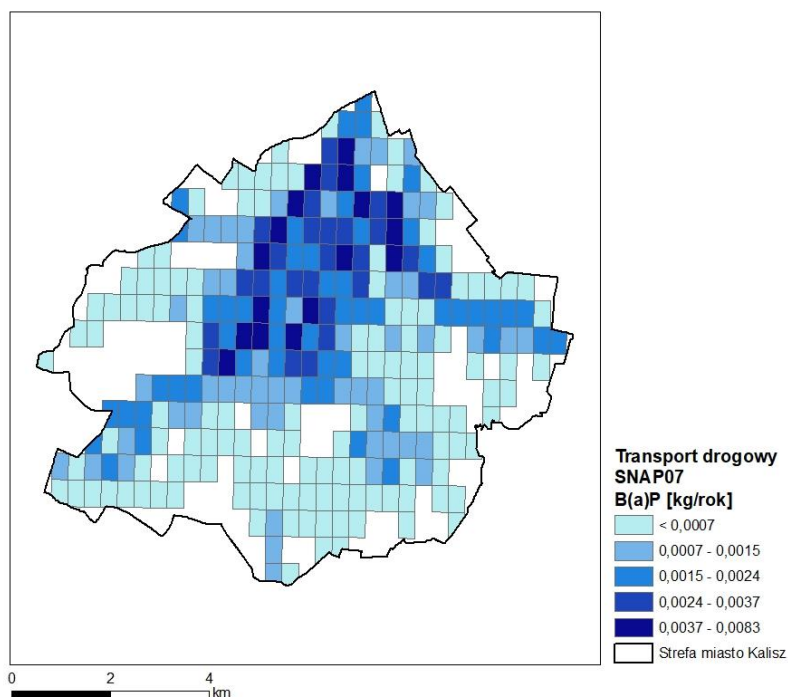 Transport drogowy
SNAP07
B(a)P [kg/rok]
< 0,0007
0,0007 - 0,0015
0,0015 - 0,0024
0,0024 - 0,0037
0,0037 - 0,0083
Strefa miasto Kalisz
0 2 4
km